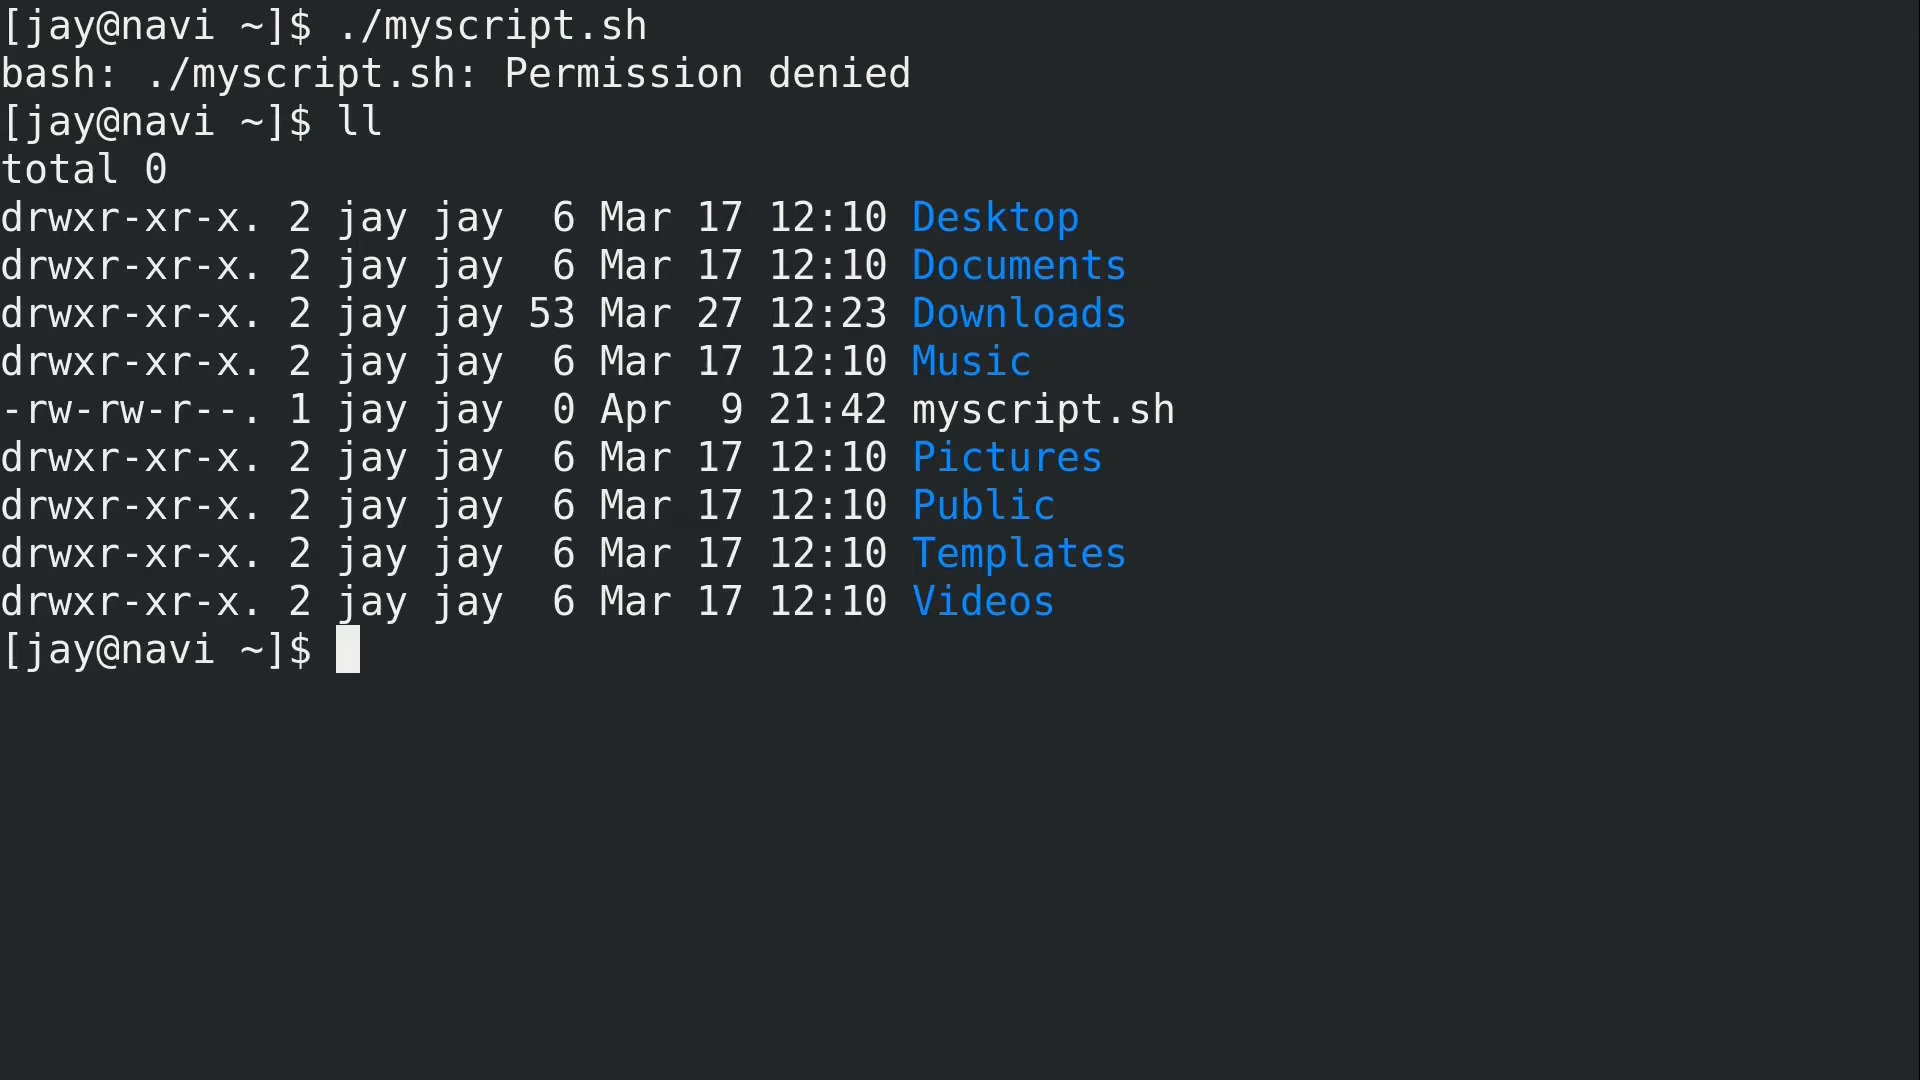 [jay@navi ~]$ ./myscript.sh
bash: ./myscript.sh: Permission denied
[jay@navi ~]$ ll
total 0
drwxr-xr-x. 2 jay jay  6 Mar 17 12:10 Desktop
drwxr-xr-x. 2 jay jay  6 Mar 17 12:10 Documents
drwxr-xr-x. 2 jay jay 53 Mar 27 12:23 Downloads
drwxr-xr-x. 2 jay jay  6 Mar 17 12:10 Music
-rw-rw-r--. 1 jay jay  0 Apr  9 21:42 myscript.sh
drwxr-xr-x. 2 jay jay  6 Mar 17 12:10 Pictures
drwxr-xr-x. 2 jay jay  6 Mar 17 12:10 Public
drwxr-xr-x. 2 jay jay  6 Mar 17 12:10 Templates
drwxr-xr-x. 2 jay jay  6 Mar 17 12:10 Videos
[jay@navi ~]$